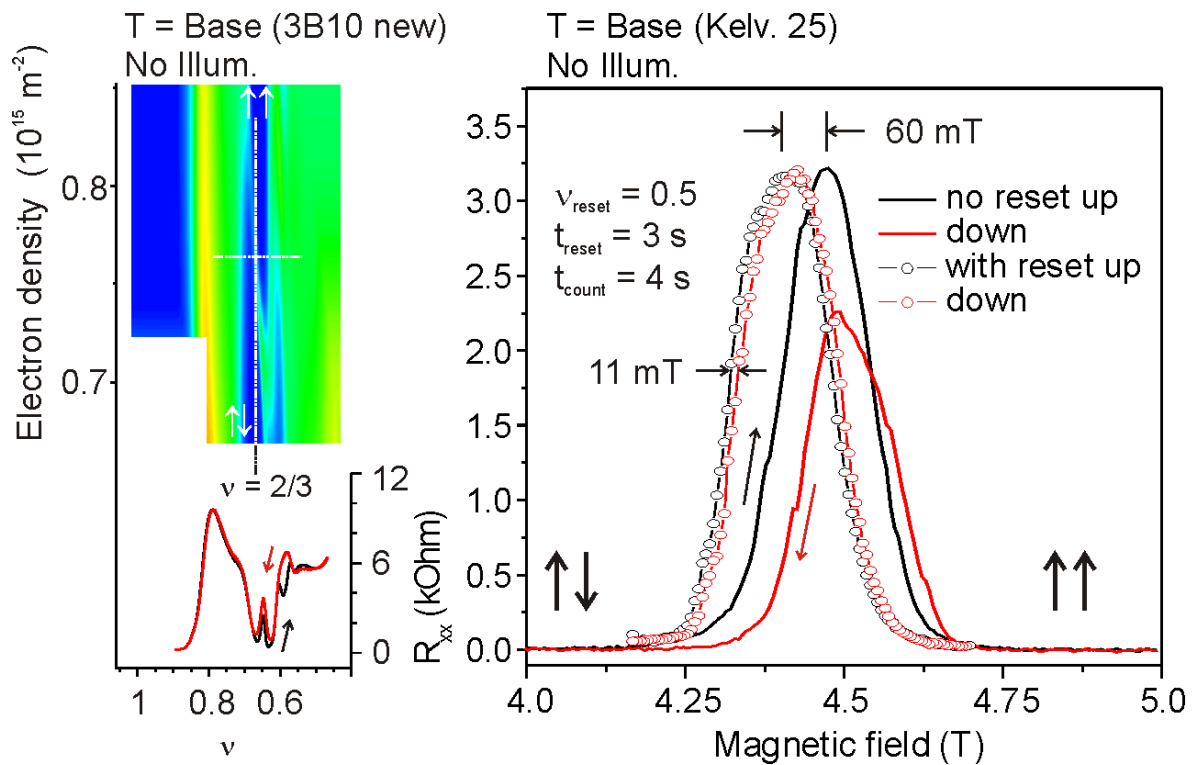 T = Base (3B10 new)
No Illum.
Electron density (10¹⁵ m⁻²)
0.8
0.7
ν = 2/3
12
6
0
R_xx (kOhm)
1
0.8
0.6
ν
T = Base (Kelv. 25)
No Illum.
3.5
3.0
2.5
2.0
1.5
1.0
0.5
0.0
60 mT
ν_reset = 0.5
t_reset = 3 s
t_count = 4 s
no reset up
down
with reset up
down
11 mT
4.0
4.25
4.5
4.75
5.0
Magnetic field (T)